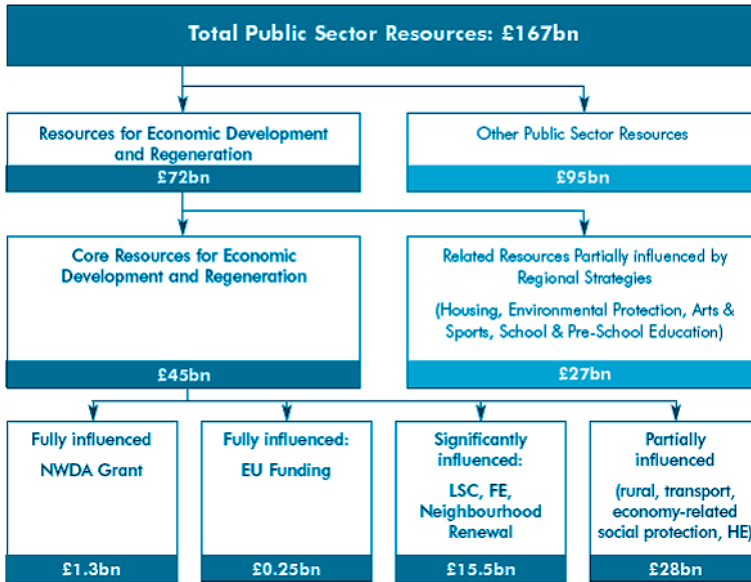 Total Public Sector Resources: £167bn
Resources for Economic Development
and Regeneration
£72bn
Other Public Sector Resources
£95bn
Core Resources for Economic
Development and Regeneration
£45bn
Related Resources Partially influenced by
Regional Strategies
(Housing, Environmental Protection, Arts &
Sports, School & Pre-School Education)
£27bn
Fully influenced
NWDA Grant
£1.3bn
Fully influenced:
EU Funding
£0.25bn
Significantly
influenced:
LSC, FE,
Neighbourhood
Renewal
£15.5bn
Partially
influenced
(rural, transport,
economy-related
social protection, HE)
£28bn